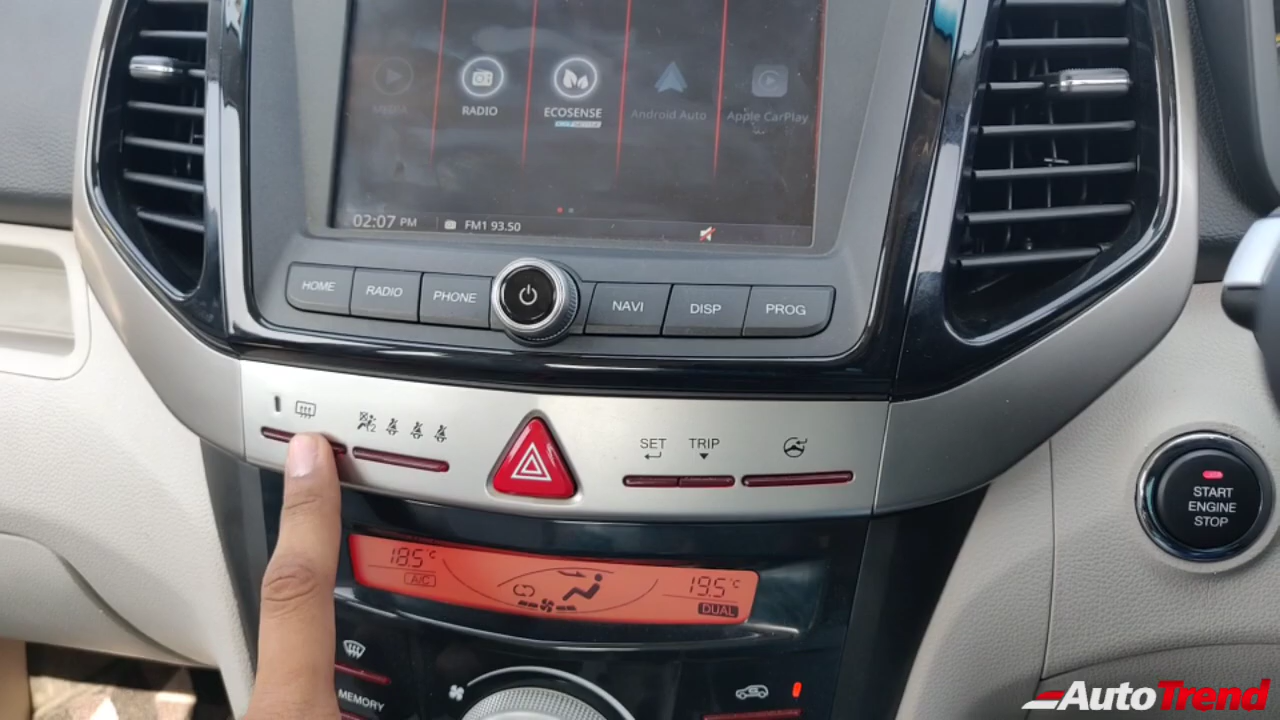 MEDIA
RADIO
ECOSENSE
Android Auto
Apple CarPlay
02:07 PM
FM1 93.50
HOME
RADIO
PHONE
NAVI
DISP
PROG
SET
TRIP
START
ENGINE
STOP
18.5°C
A/C
19.5°C
DUAL
MEMORY
AutoTrend